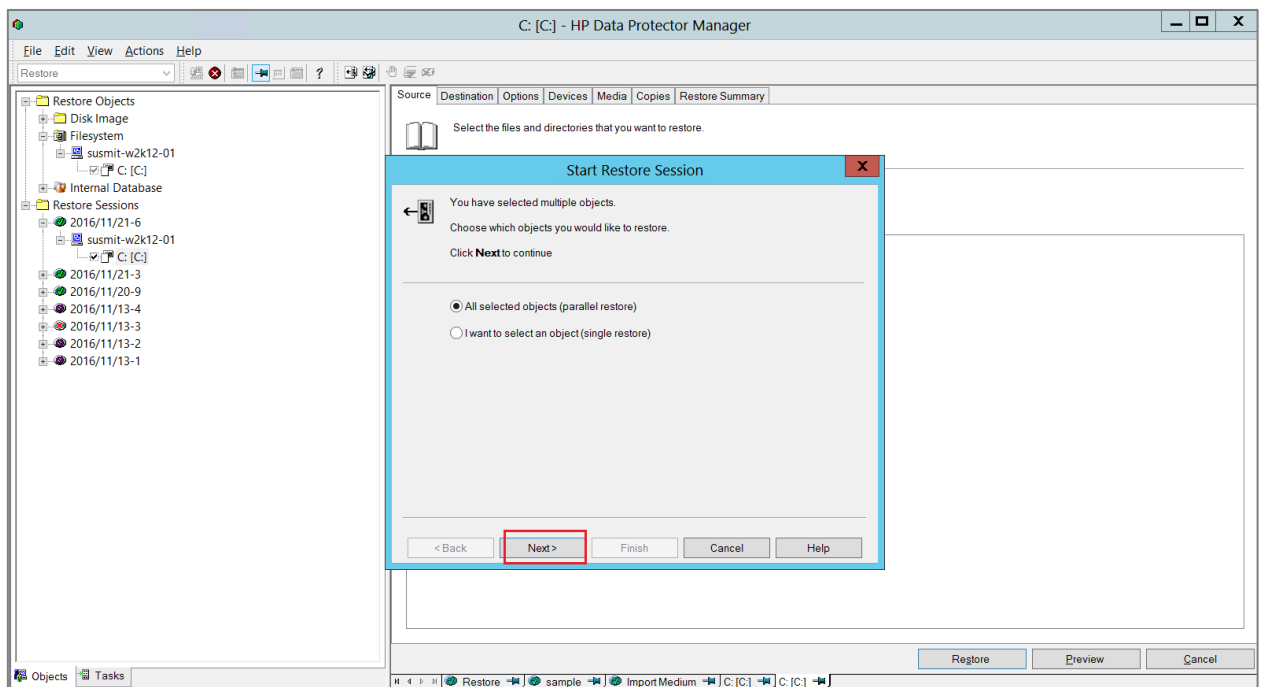 C: [C:] - HP Data Protector Manager
File Edit View Actions Help
Restore
Restore Objects
Disk Image
Filesystem
susmit-w2k12-01
C: [C:]
Internal Database
Restore Sessions
2016/11/21-6
susmit-w2k12-01
C: [C:]
2016/11/21-3
2016/11/20-9
2016/11/13-4
2016/11/13-3
2016/11/13-2
2016/11/13-1
Objects Tasks
Source Destination Options Devices Media Copies Restore Summary
Select the files and directories that you want to restore.
Start Restore Session X
You have selected multiple objects.
Choose which objects you would like to restore.
Click Next to continue
All selected objects (parallel restore)
I want to select an object (single restore)
< Back Next > Finish Cancel Help
Restore Preview Cancel
Restore sample Import Medium C: [C:] C: [C:]